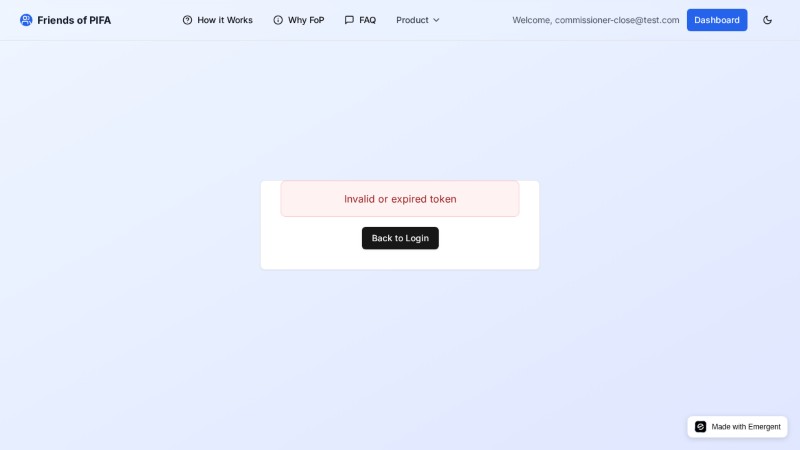 Friends of PIFA
How it Works
Why FoP
FAQ
Product
Welcome, commissioner-close@test.com
Dashboard
Invalid or expired token
Back to Login
Made with Emergent